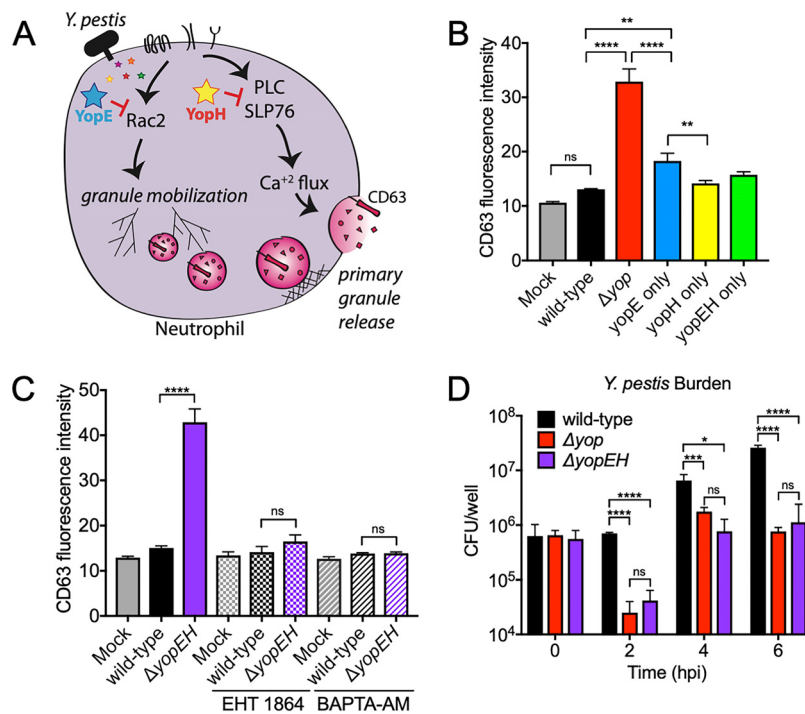 A
Y. pestis
YopE
Rac2
YopH
PLC
SLP76
granule mobilization
Ca+2 flux
CD63
primary
granule
release
Neutrophil
B
CD63 fluorescence intensity
40
30
20
10
0
**
**** ****
**
ns
Mock
wild-type
Δyop
yopE only
yopH only
yopEH only
C
CD63 fluorescence intensity
50
40
30
20
10
0
****
ns
ns
Mock
wild-type
ΔyopEH
Mock
wild-type
ΔyopEH
Mock
wild-type
ΔyopEH
EHT 1864
BAPTA-AM
D
Y. pestis Burden
wild-type
Δyop
ΔyopEH
CFU/well
10^8
10^7
10^6
10^5
10^4
****
****
ns
*
***
ns
****
****
ns
0 2 4 6
Time (hpi)